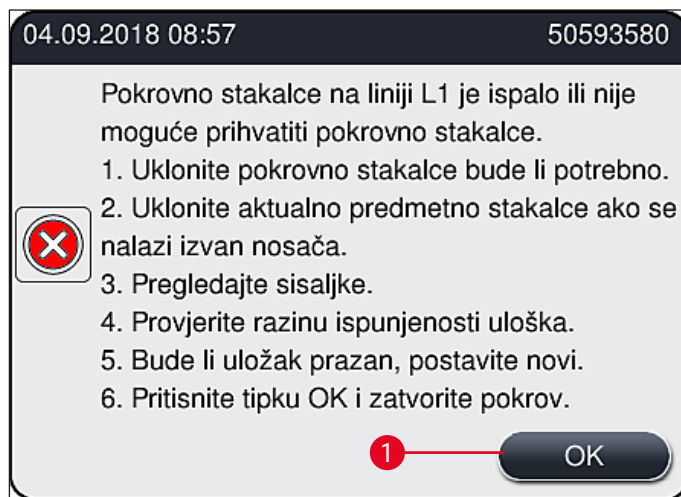 04.09.2018 08:57 50593580
Pokrovno stakalce na liniji L1 je ispalo ili nije
moguće prihvatiti pokrovno stakalce.
1. Uklonite pokrovno stakalce bude li potrebno.
2. Uklonite aktualno predmetno stakalce ako se
nalazi izvan nosača.
3. Pregledajte sisaljke.
4. Provjerite razinu ispunjenosti uloška.
5. Bude li uložak prazan, postavite novi.
6. Pritisnite tipku OK i zatvorite pokrov.
1 OK